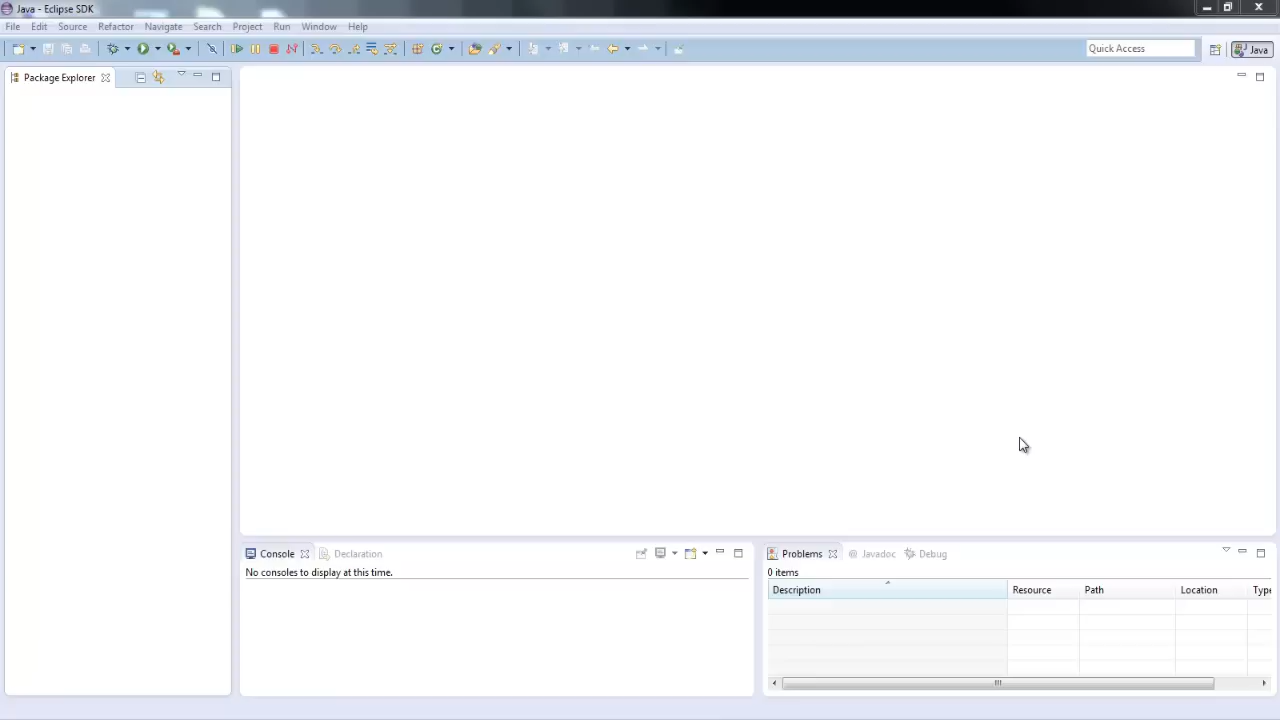 Java - Eclipse SDK
File Edit Source Refactor Navigate Search Project Run Window Help
Quick Access
Java
Package Explorer
Console Declaration
No consoles to display at this time.
Problems @ Javadoc Debug
0 items
Description Resource Path Location Type